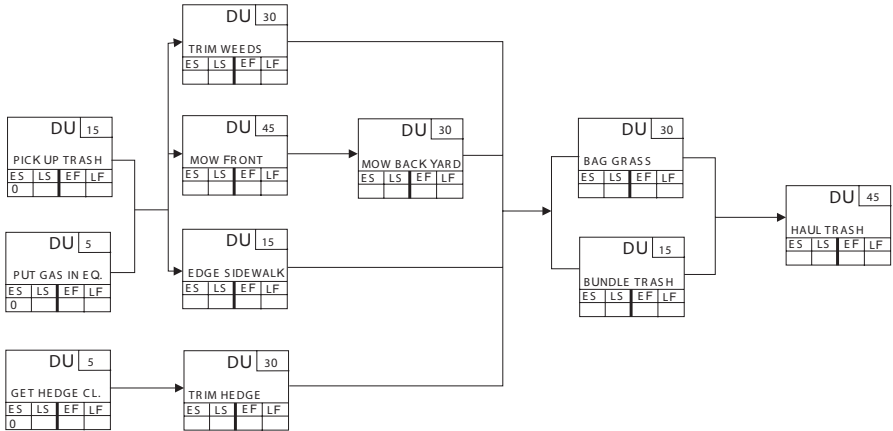 DU 30
TRIM WEEDS
ES LS EF LF
DU 15
PICK UP TRASH
ES LS EF LF
0
DU 45
MOW FRONT
ES LS EF LF
DU 30
MOW BACK YARD
ES LS EF LF
DU 30
BAG GRASS
ES LS EF LF
DU 45
HAUL TRASH
ES LS EF LF
DU 5
PUT GAS IN EQ.
ES LS EF LF
0
DU 15
EDGE SIDEWALK
ES LS EF LF
DU 15
BUNDLE TRASH
ES LS EF LF
DU 5
GET HEDGE CL.
ES LS EF LF
0
DU 30
TRIM HEDGE
ES LS EF LF